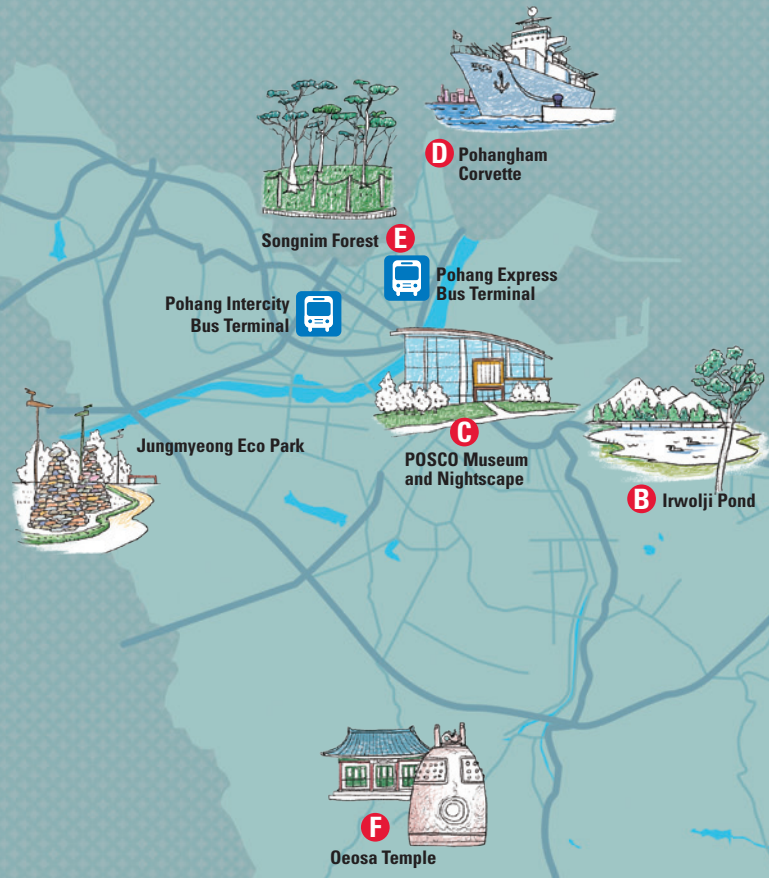 D Pohangham
Corvette
Songnim Forest E
Pohang Express
Bus Terminal
Pohang Intercity
Bus Terminal
Jungmyeong Eco Park
C
POSCO Museum
and Nightscape
B Irwolji Pond
F
Oeosa Temple